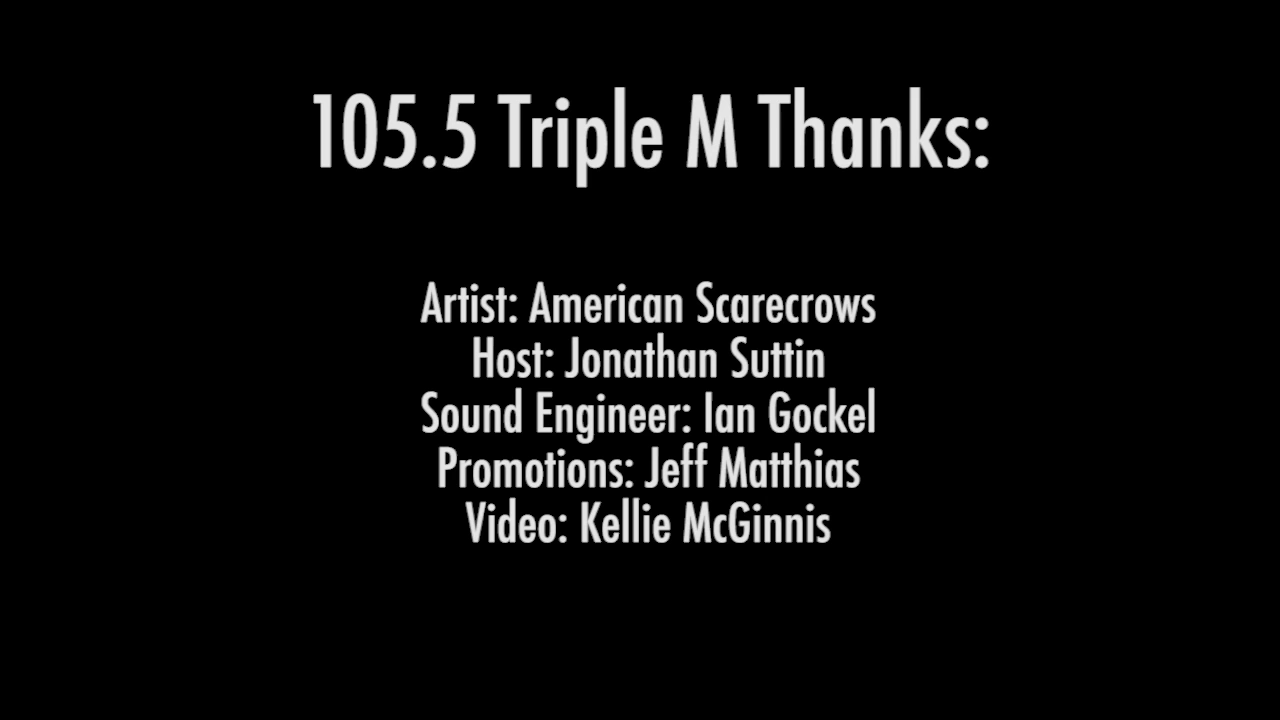 105.5 Triple M Thanks:
Artist: American Scarecrows
Host: Jonathan Suttin
Sound Engineer: Ian Gockel
Promotions: Jeff Matthias
Video: Kellie McGinnis